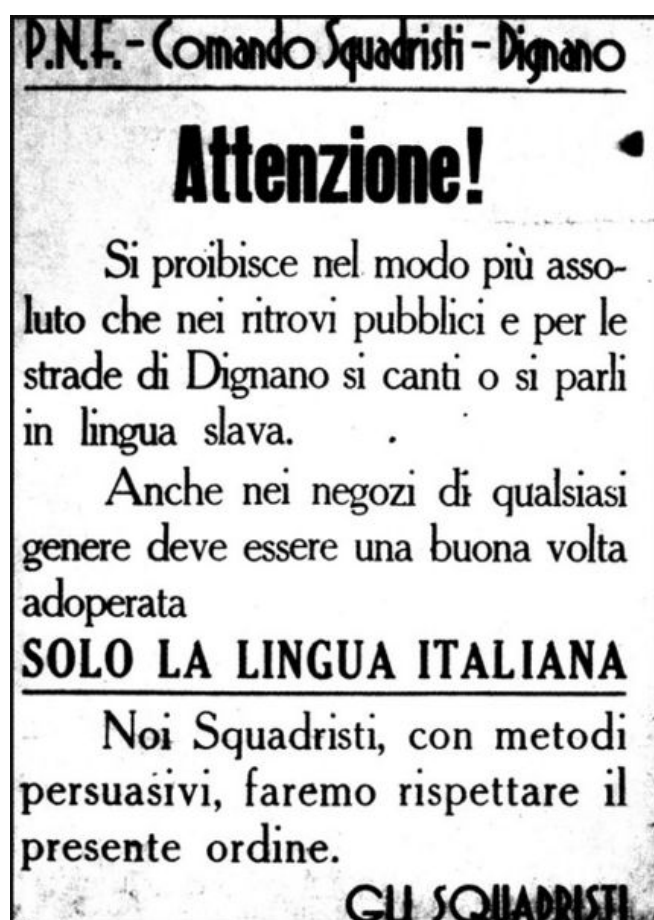 P.N.F. - Comando Squadristi - Dignano
Attenzione!
Si proibisce nel modo più asso-
luto che nei ritrovi pubblici e per le
strade di Dignano si canti o si parli
in lingua slava.
Anche nei negozi di qualsiasi
genere deve essere una buona volta
adoperata
SOLO LA LINGUA ITALIANA
Noi Squadristi, con metodi
persuasivi, faremo rispettare il
presente ordine.
GLI SQUADRISTI